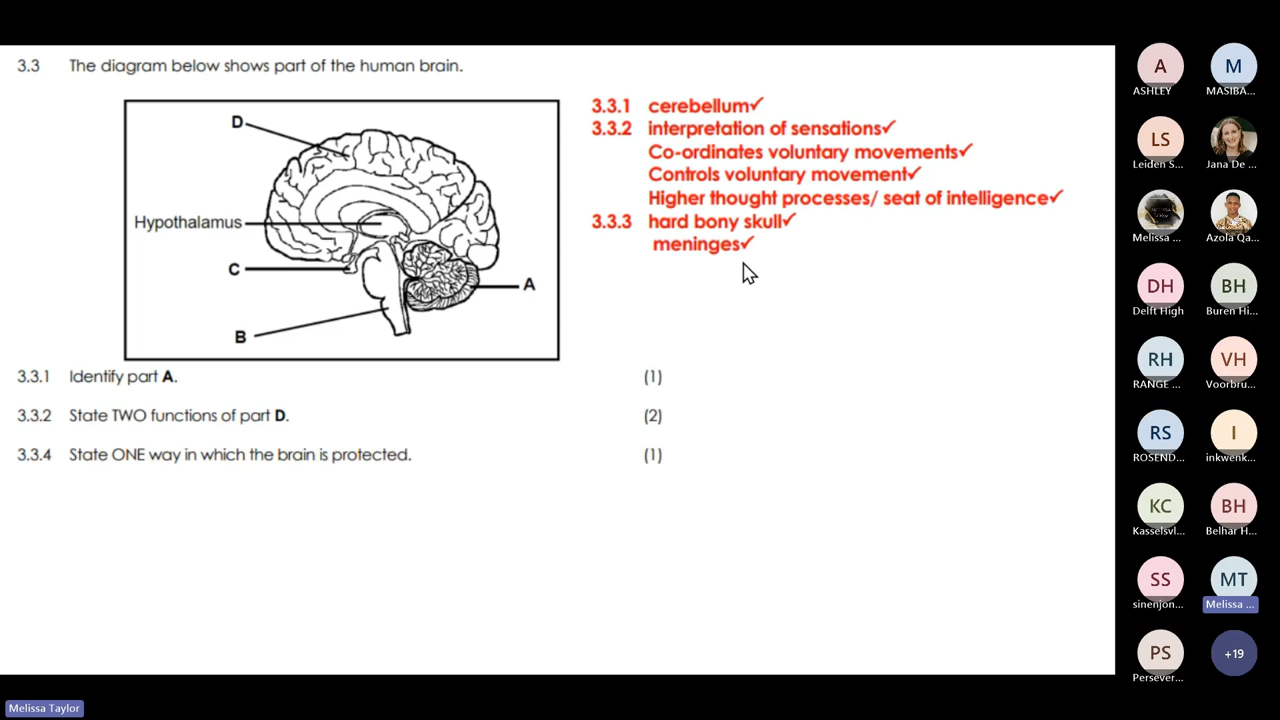 3.3 The diagram below shows part of the human brain.
D
Hypothalamus
C
A
B
3.3.1 cerebellum✓
3.3.2 interpretation of sensations✓
Co-ordinates voluntary movements✓
Controls voluntary movement✓
Higher thought processes/ seat of intelligence✓
3.3.3 hard bony skull✓
meninges✓
3.3.1 Identify part A. (1)
3.3.2 State TWO functions of part D. (2)
3.3.4 State ONE way in which the brain is protected. (1)
A M
ASHLEY MASIBA...
LS
Leiden S... Jana De ...
Melissa ... Azola Qa...
DH BH
Delft High Buren Hi...
RH VH
RANGE ... Voorbru...
RS I
ROSEND... inkwenk...
KC BH
Kasselsvl... Belhar H...
SS MT
sinenjon... Melissa ...
PS +19
Persever...
Melissa Taylor